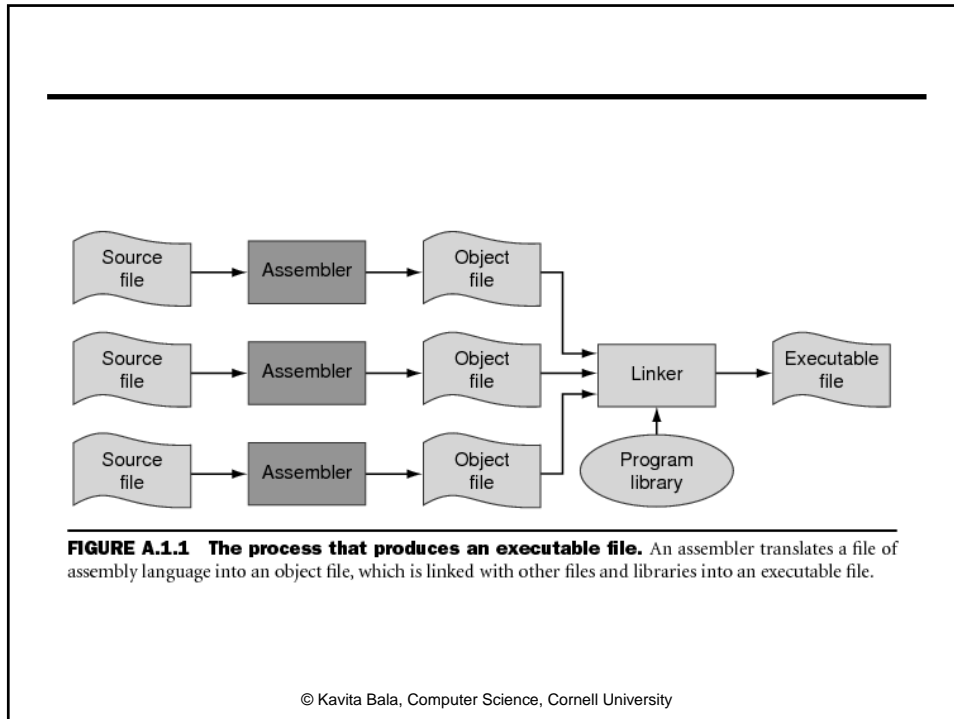 Source
file
Assembler
Object
file
Source
file
Assembler
Object
file
Linker
Executable
file
Source
file
Assembler
Object
file
Program
library
FIGURE A.1.1 The process that produces an executable file. An assembler translates a file of
assembly language into an object file, which is linked with other files and libraries into an executable file.
© Kavita Bala, Computer Science, Cornell University